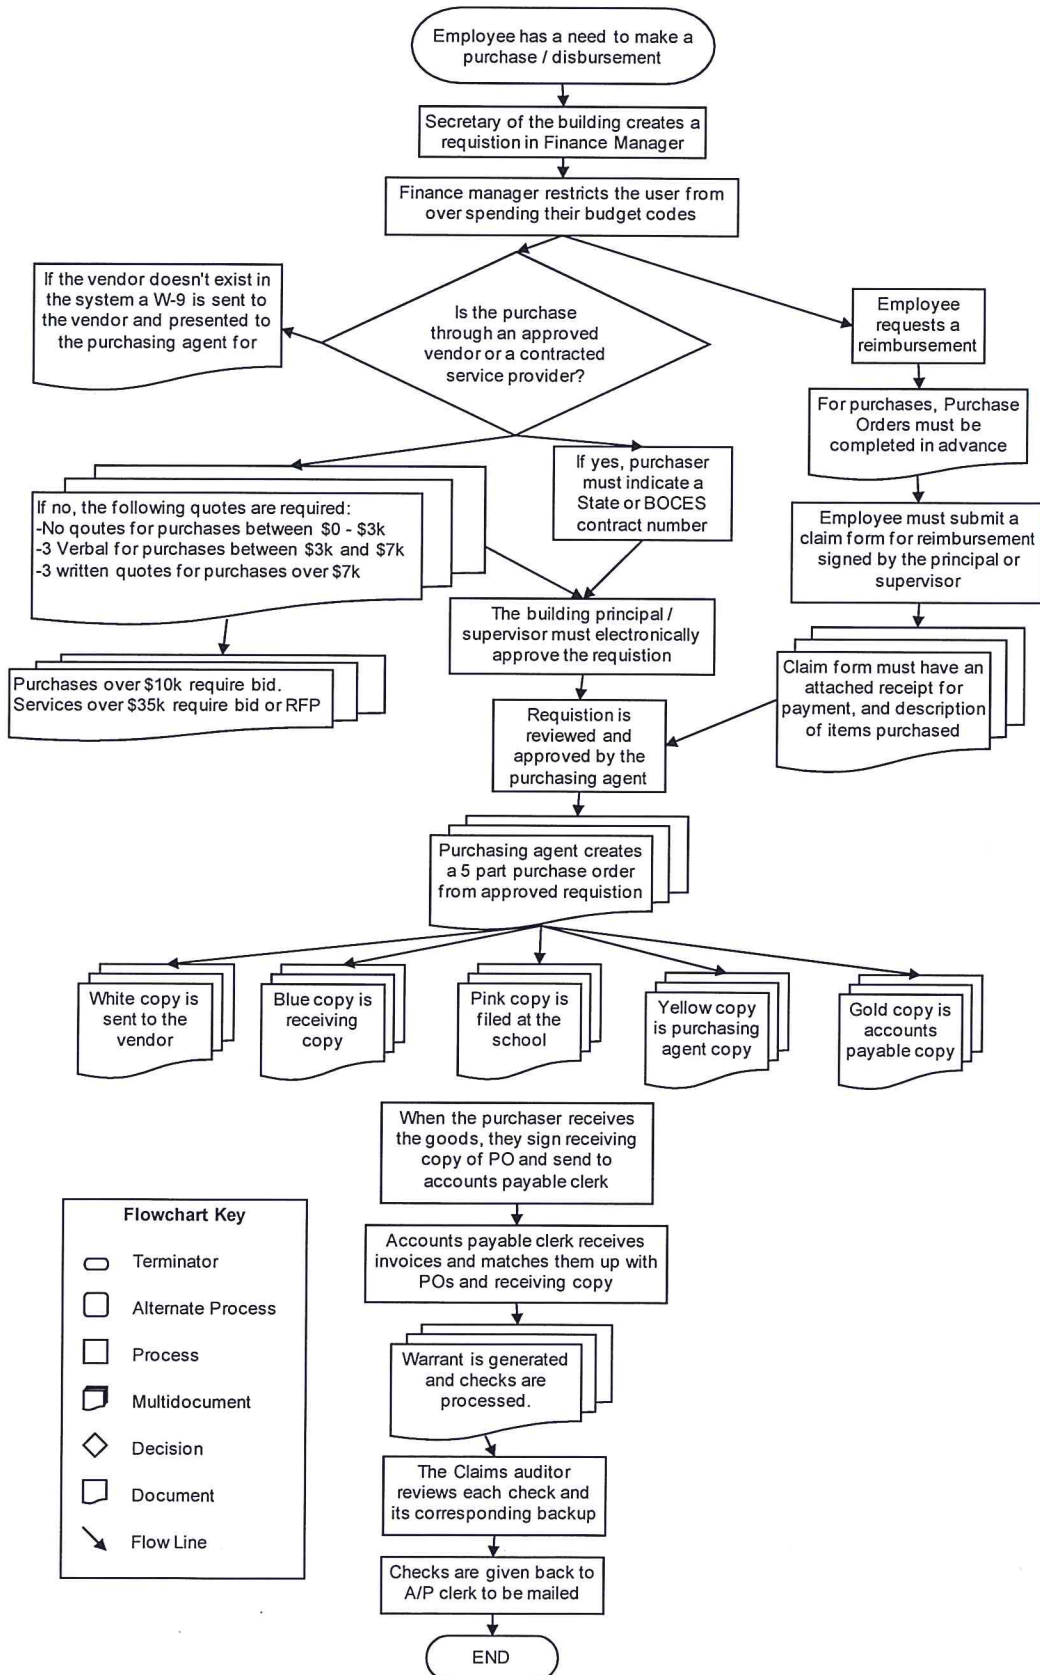 Employee has a need to make a
purchase / disbursement
Secretary of the building creates a
requistion in Finance Manager
Finance manager restricts the user from
over spending their budget codes
If the vendor doesn't exist in
the system a W-9 is sent to
the vendor and presented to
the purchasing agent for
Is the purchase
through an approved
vendor or a contracted
service provider?
Employee
requests a
reimbursement
For purchases, Purchase
Orders must be
completed in advance
If no, the following quotes are required:
-No qoutes for purchases between $0 - $3k
-3 Verbal for purchases between $3k and $7k
-3 written quotes for purchases over $7k
If yes, purchaser
must indicate a
State or BOCES
contract number
Employee must submit a
claim form for reimbursement
signed by the principal or
supervisor
The building principal /
supervisor must electronically
approve the requistion
Purchases over $10k require bid.
Services over $35k require bid or RFP
Claim form must have an
attached receipt for
payment, and description
of items purchased
Requistion is
reviewed and
approved by the
purchasing agent
Purchasing agent creates
a 5 part purchase order
from approved requistion
White copy is
sent to the
vendor
Blue copy is
receiving
copy
Pink copy is
filed at the
school
Yellow copy
is purchasing
agent copy
Gold copy is
accounts
payable copy
When the purchaser receives
the goods, they sign receiving
copy of PO and send to
accounts payable clerk
Accounts payable clerk receives
invoices and matches them up with
POs and receiving copy
Warrant is generated
and checks are
processed.
The Claims auditor
reviews each check and
its corresponding backup
Checks are given back to
A/P clerk to be mailed
END
Flowchart Key
Terminator
Alternate Process
Process
Multidocument
Decision
Document
Flow Line